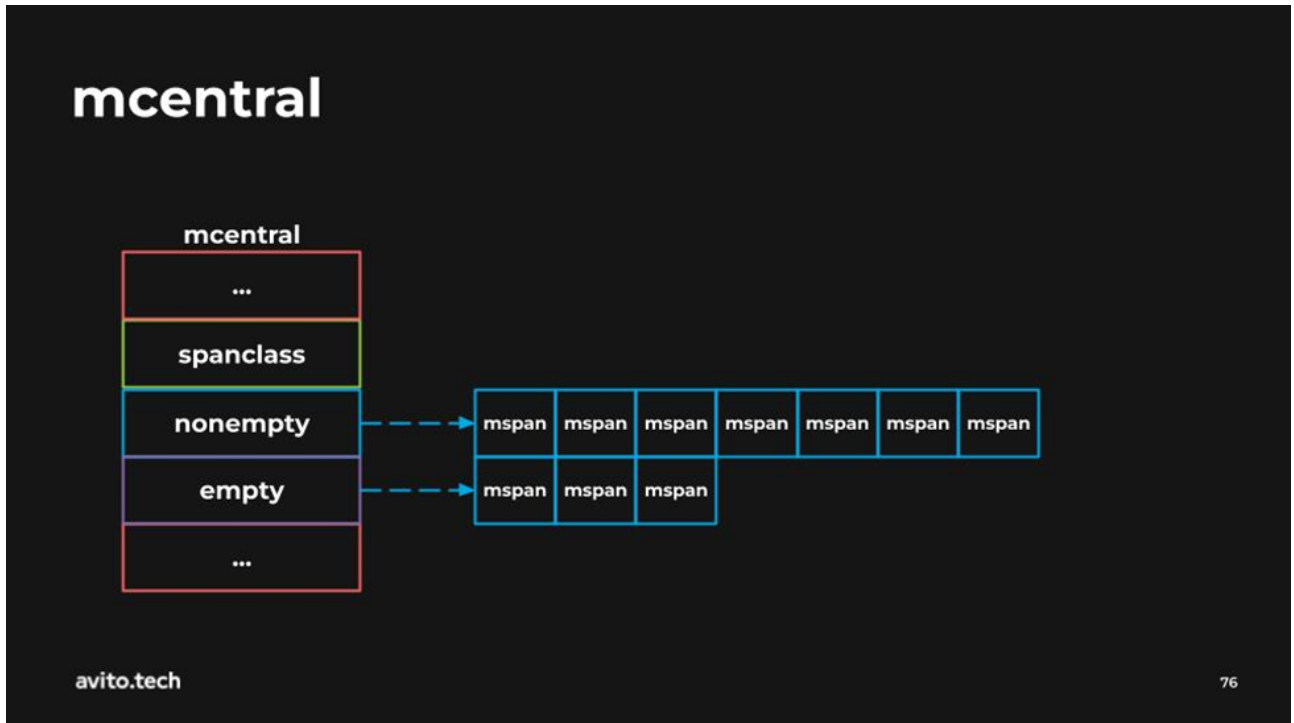 mcentral
mcentral
...
spanclass
nonempty
mspan mspan mspan mspan mspan mspan mspan
empty
mspan mspan mspan
...
avito.tech
76